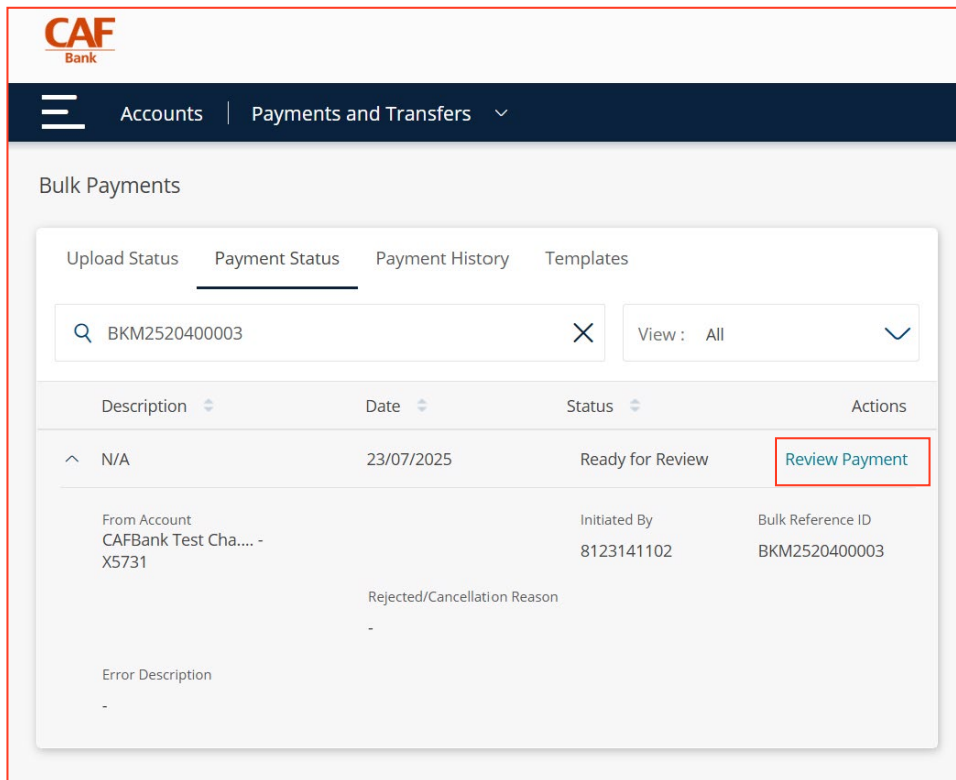 CAF
Bank
Accounts | Payments and Transfers
Bulk Payments
Upload Status Payment Status Payment History Templates
BKM2520400003 View : All
Description Date Status Actions
N/A 23/07/2025 Ready for Review Review Payment
From Account Initiated By Bulk Reference ID
CAFBank Test Cha.... - 8123141102 BKM2520400003
X5731
Rejected/Cancellation Reason
-
Error Description
-